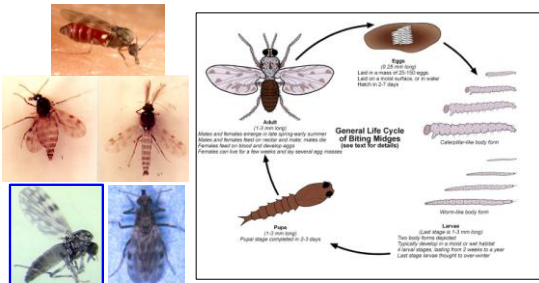 Eggs
(0.25 mm long)
Laid in a mass of 25-150 eggs.
Laid on a moist surface, or in water
Hatch in 2-7 days
Adult
(1-3 mm long)
Males and females emerge in late spring-early summer
Males and females feed on nectar and mate; males die
Females feed on blood and develop eggs
Females can live for a few weeks and lay several egg masses
General Life Cycle
of Biting Midges
(see text for details)
Caterpillar-like body form
Worm-like body form
Pupa
(1-3 mm long)
Pupal stage completed in 2-3 days
Larvae
(Last stage is 1-3 mm long)
Two body forms depicted
Typically develop in a moist or wet habitat
4 larval stages, lasting from 2 weeks to a year
Last stage larvae thought to over-winter